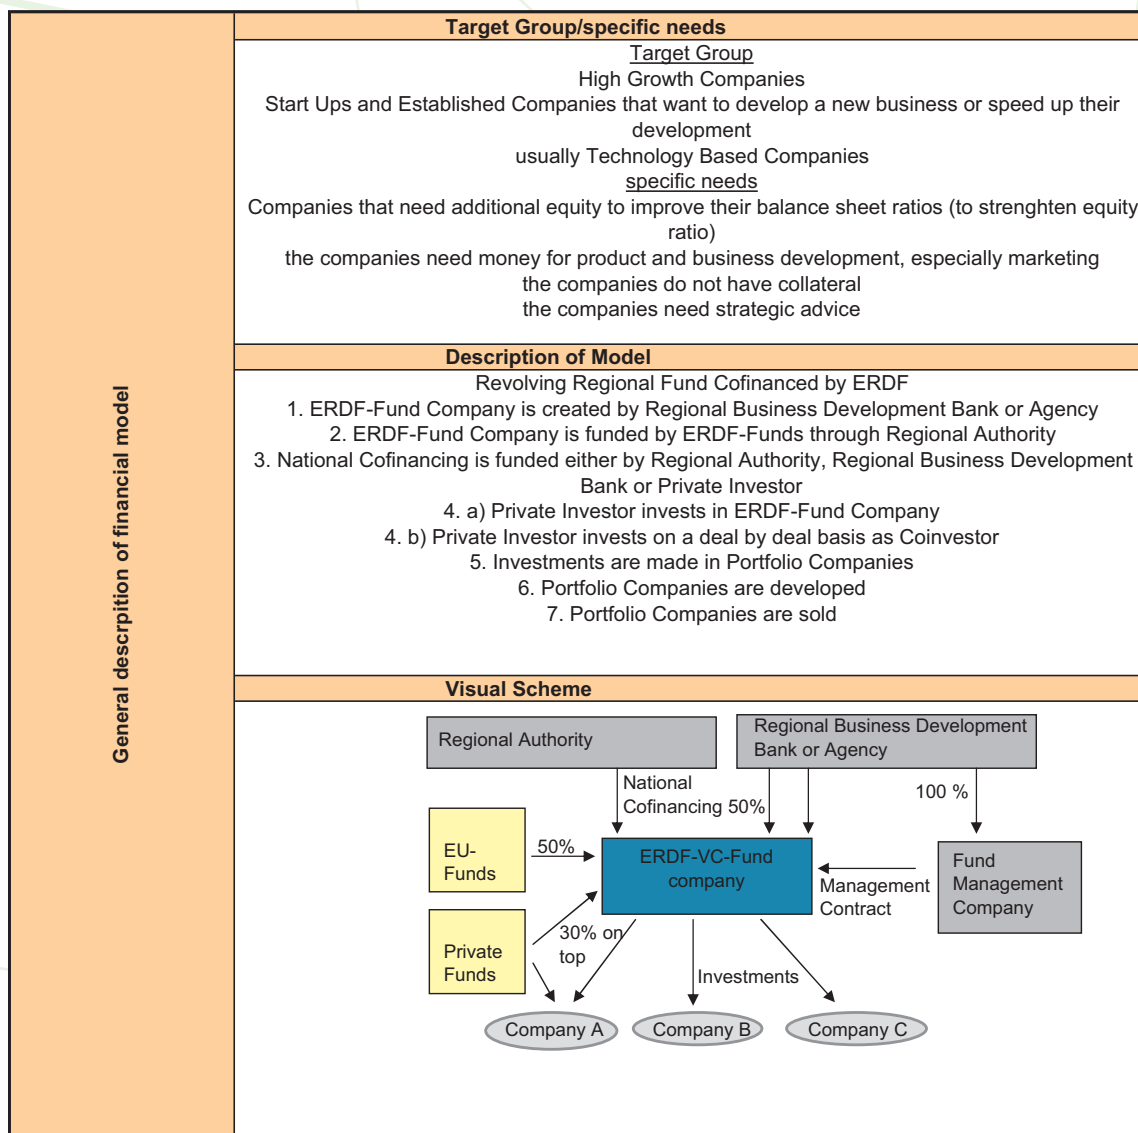 General descrpition of financial model
Target Group/specific needs
Target Group
High Growth Companies
Start Ups and Established Companies that want to develop a new business or speed up their
development
usually Technology Based Companies
specific needs
Companies that need additional equity to improve their balance sheet ratios (to strenghten equity
ratio)
the companies need money for product and business development, especially marketing
the companies do not have collateral
the companies need strategic advice
Description of Model
Revolving Regional Fund Cofinanced by ERDF
1. ERDF-Fund Company is created by Regional Business Development Bank or Agency
2. ERDF-Fund Company is funded by ERDF-Funds through Regional Authority
3. National Cofinancing is funded either by Regional Authority, Regional Business Development
Bank or Private Investor
4. a) Private Investor invests in ERDF-Fund Company
4. b) Private Investor invests on a deal by deal basis as Coinvestor
5. Investments are made in Portfolio Companies
6. Portfolio Companies are developed
7. Portfolio Companies are sold
Visual Scheme
Regional Authority
Regional Business Development
Bank or Agency
National
Cofinancing 50%
100 %
EU-
Funds
50%
ERDF-VC-Fund
company
Management
Contract
Fund
Management
Company
Private
Funds
30% on
top
Investments
Company A
Company B
Company C